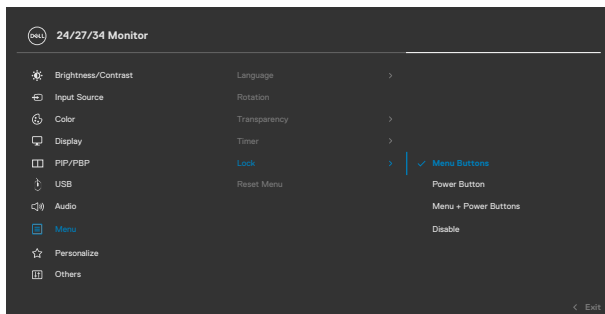 DELL
24/27/34 Monitor
Brightness/Contrast
Input Source
Color
Display
PIP/PBP
USB
Audio
Menu
Personalize
Others
Language
Rotation
Transparency
Timer
Lock
Reset Menu
Menu Buttons
Power Button
Menu + Power Buttons
Disable
Exit